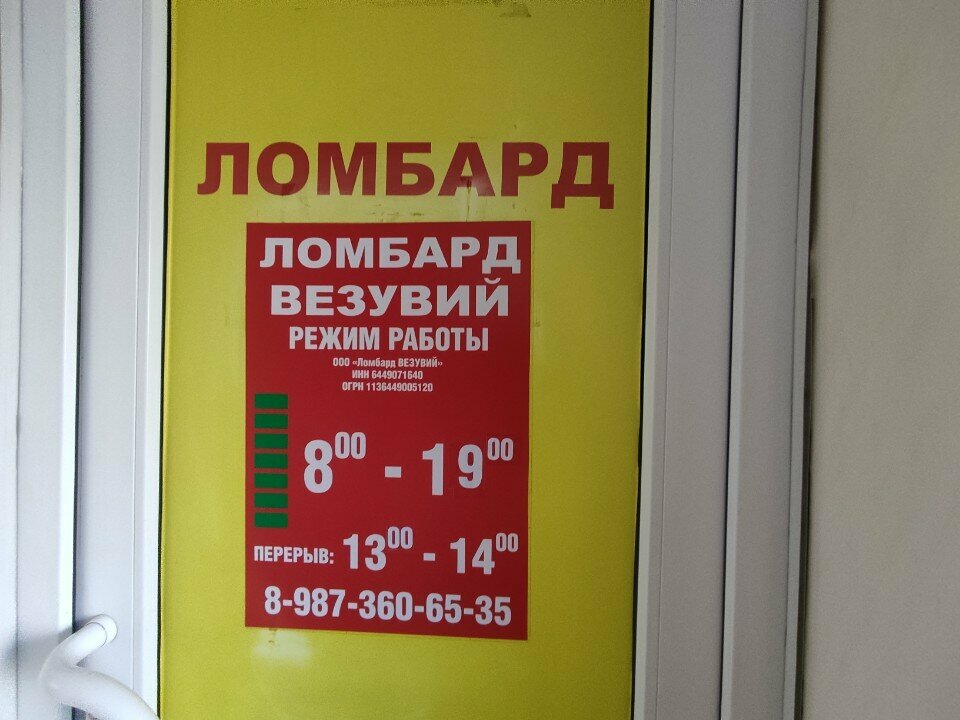 ЛОМБАРД
ЛОМБАРД
ВЕЗУВИЙ
РЕЖИМ РАБОТЫ
ООО «Ломбард ВЕЗУВИЙ»
ИНН 6449071640
ОГРН 1136449005120
8⁰⁰ - 19⁰⁰
ПЕРЕРЫВ: 13⁰⁰ - 14⁰⁰
8-987-360-65-35